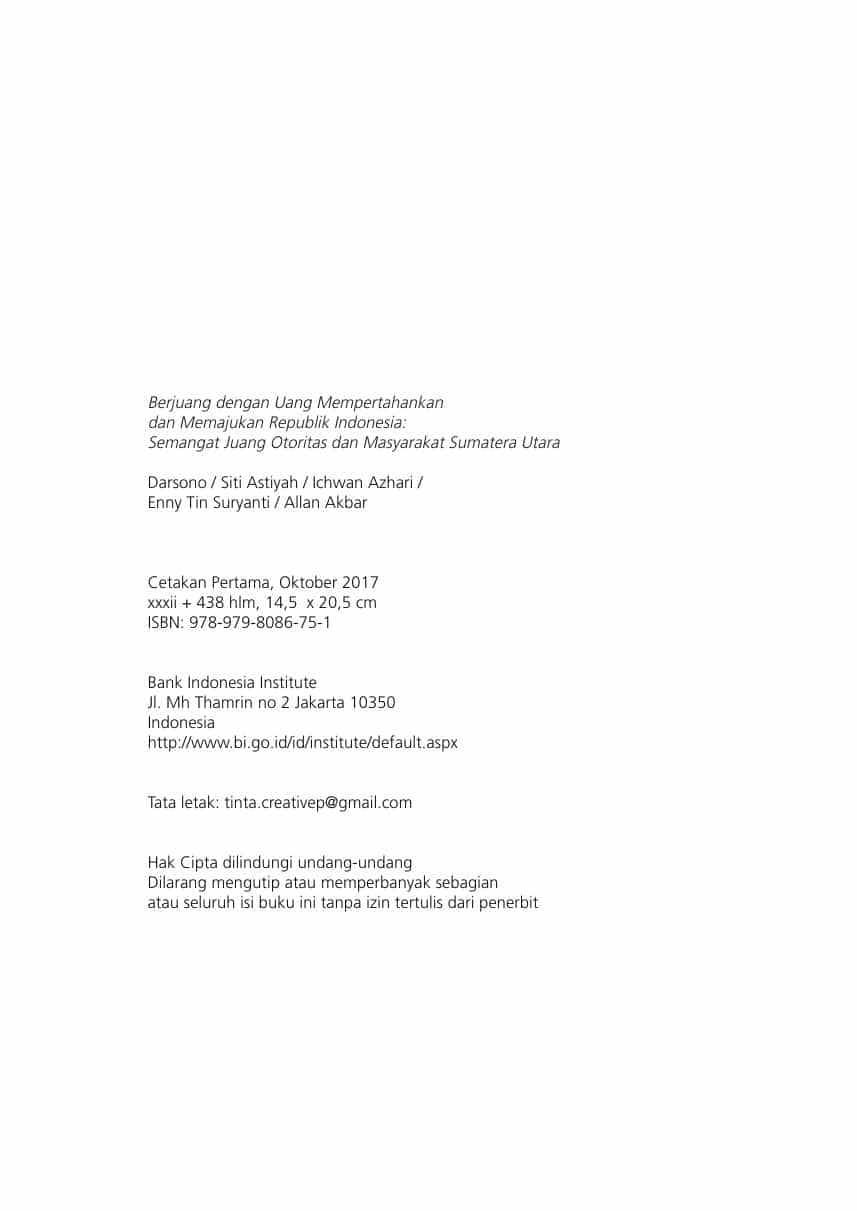 Berjuang dengan Uang Mempertahankan
dan Memajukan Republik Indonesia:
Semangat Juang Otoritas dan Masyarakat Sumatera Utara
Darsono / Siti Astiyah / Ichwan Azhari /
Enny Tin Suryanti / Allan Akbar
Cetakan Pertama, Oktober 2017
xxxii + 438 hlm, 14,5  x 20,5 cm
ISBN: 978-979-8086-75-1
Bank Indonesia Institute
Jl. Mh Thamrin no 2 Jakarta 10350
Indonesia
http://www.bi.go.id/id/institute/default.aspx
Tata letak: tinta.creativep@gmail.com
Hak Cipta dilindungi undang-undang
Dilarang mengutip atau memperbanyak sebagian
atau seluruh isi buku ini tanpa izin tertulis dari penerbit